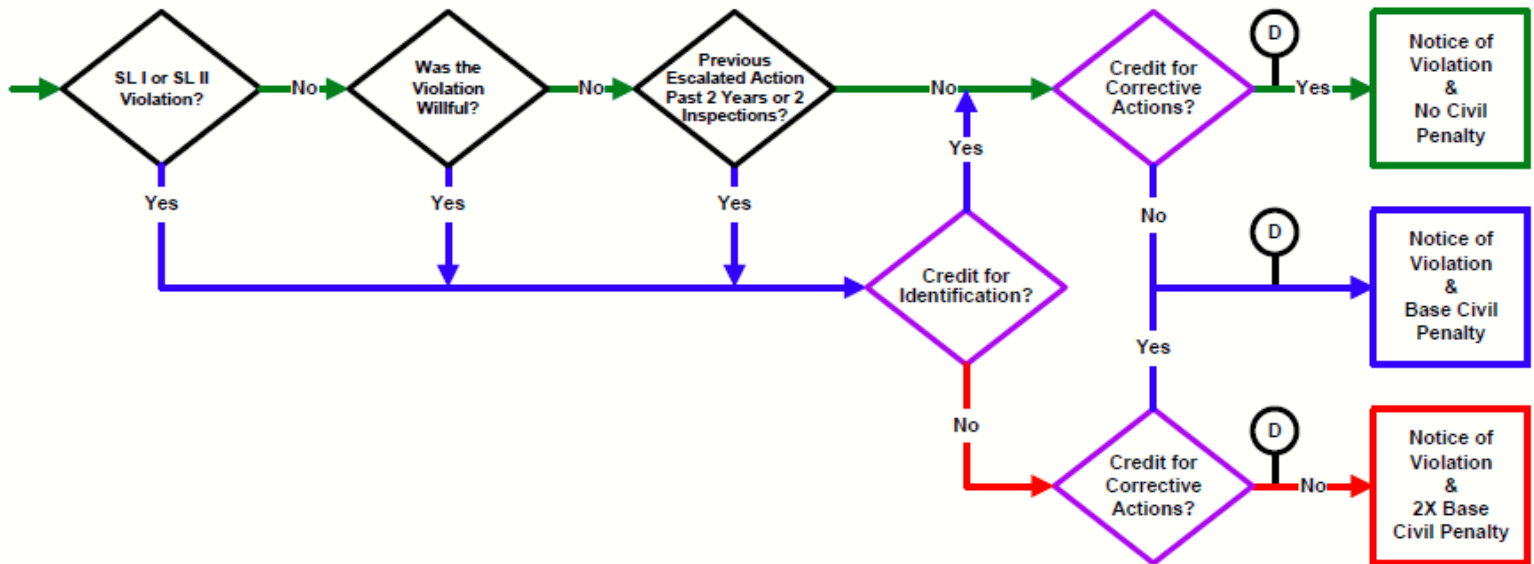 SL I or SL II
Violation?
No
Was the
Violation
Willful?
No
Previous
Escalated Action
Past 2 Years or 2
Inspections?
No
Credit for
Corrective
Actions?
D
Yes
Notice of
Violation
&
No Civil
Penalty
Yes
Yes
Yes
Yes
No
Credit for
Identification?
D
Notice of
Violation
&
Base Civil
Penalty
Yes
No
Credit for
Corrective
Actions?
D
No
Notice of
Violation
&
2X Base
Civil Penalty